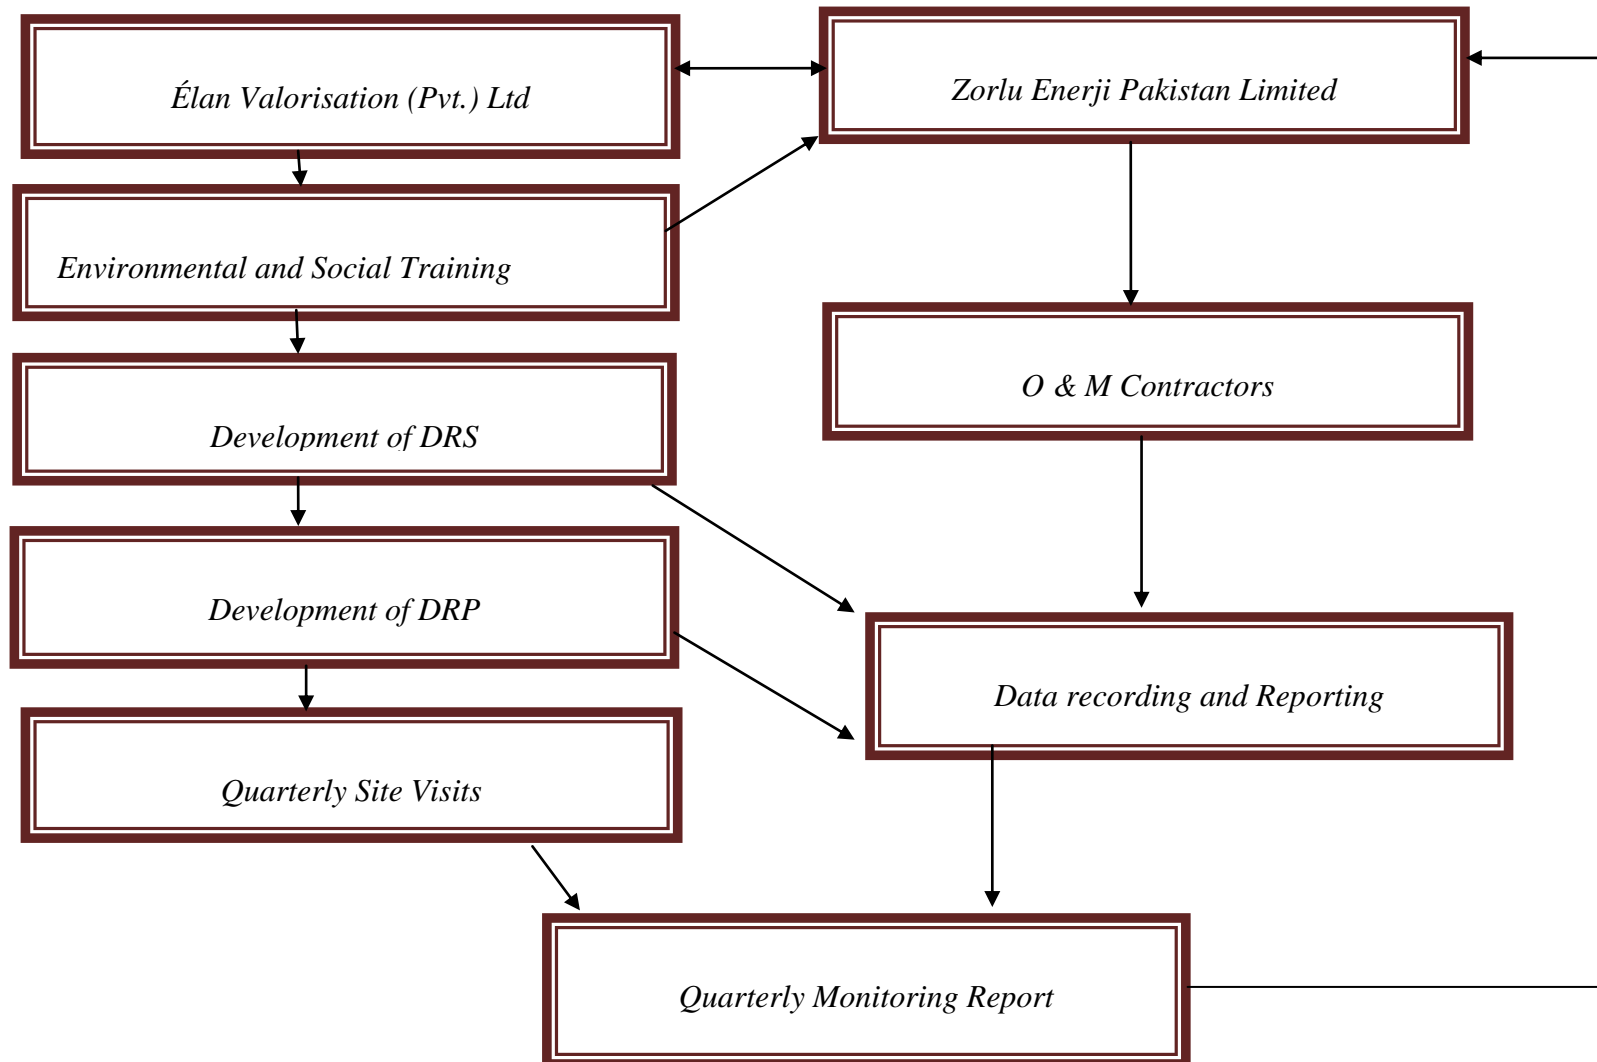 Élan Valorisation (Pvt.) Ltd
Zorlu Enerji Pakistan Limited
Environmental and Social Training
O & M Contractors
Development of DRS
Development of DRP
Data recording and Reporting
Quarterly Site Visits
Quarterly Monitoring Report